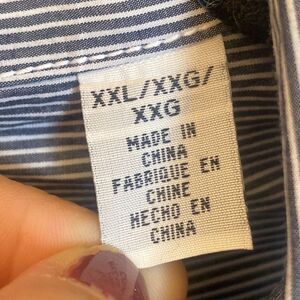 XXL/XXG/
XXG
MADE IN
CHINA
FABRIQUE EN
CHINE
HECHO EN
CHINA